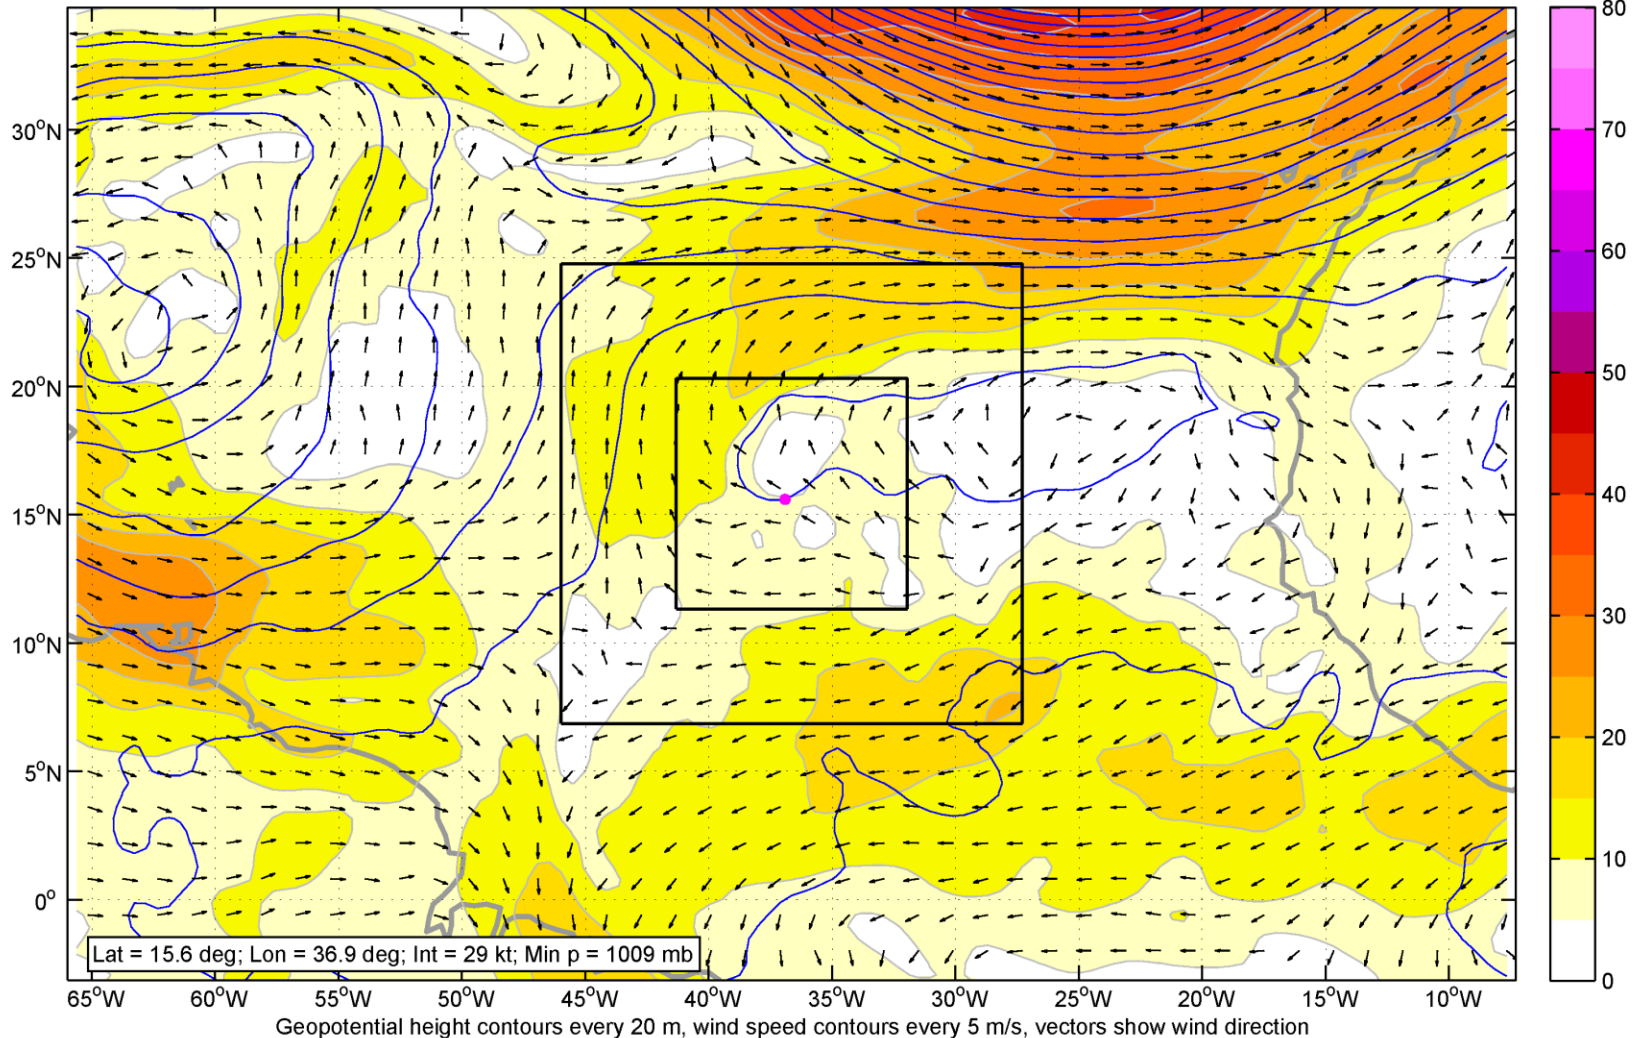 80
70
60
50
40
30
20
10
0
30°N
25°N
20°N
15°N
10°N
5°N
0°
Lat = 15.6 deg; Lon = 36.9 deg; Int = 29 kt; Min p = 1009 mb
65°W 60°W 55°W 50°W 45°W 40°W 35°W 30°W 25°W 20°W 15°W 10°W
Geopotential height contours every 20 m, wind speed contours every 5 m/s, vectors show wind direction